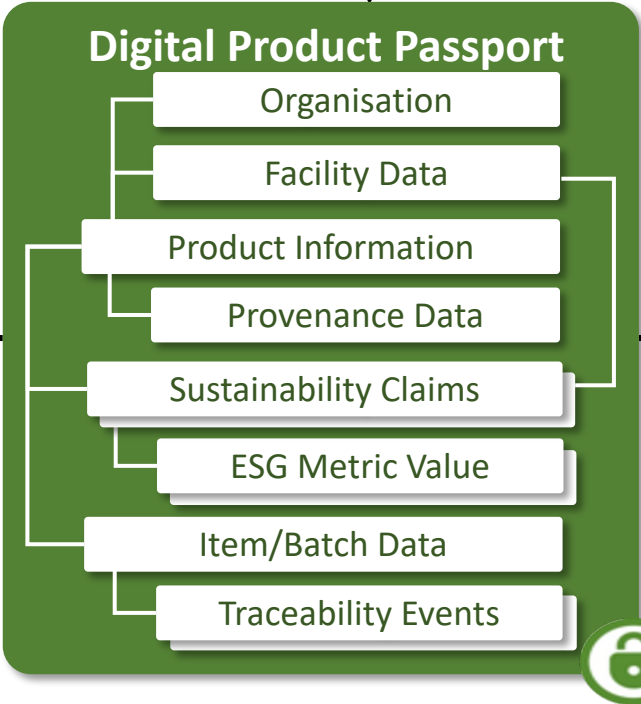 Digital Product Passport
Organisation
Facility Data
Product Information
Provenance Data
Sustainability Claims
ESG Metric Value
Item/Batch Data
Traceability Events